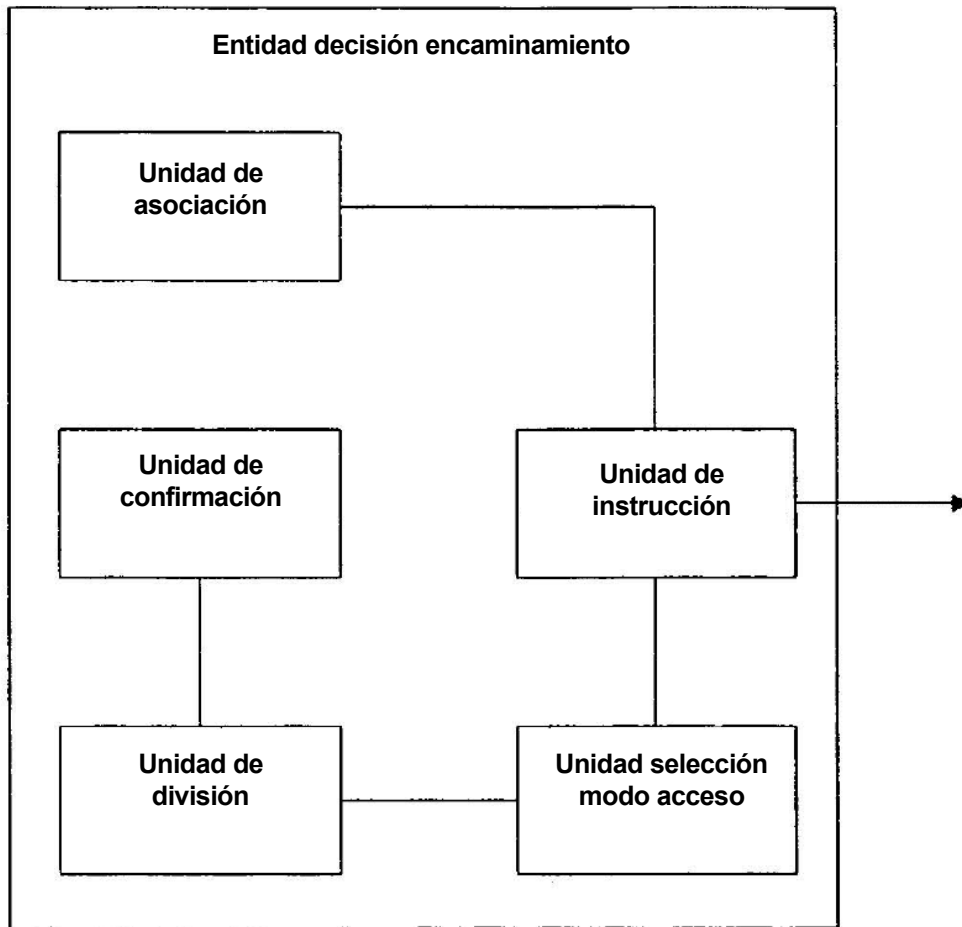 Entidad decisión encaminamiento
Unidad de
asociación
Unidad de
confirmación
Unidad de
instrucción
Unidad de
división
Unidad selección
modo acceso